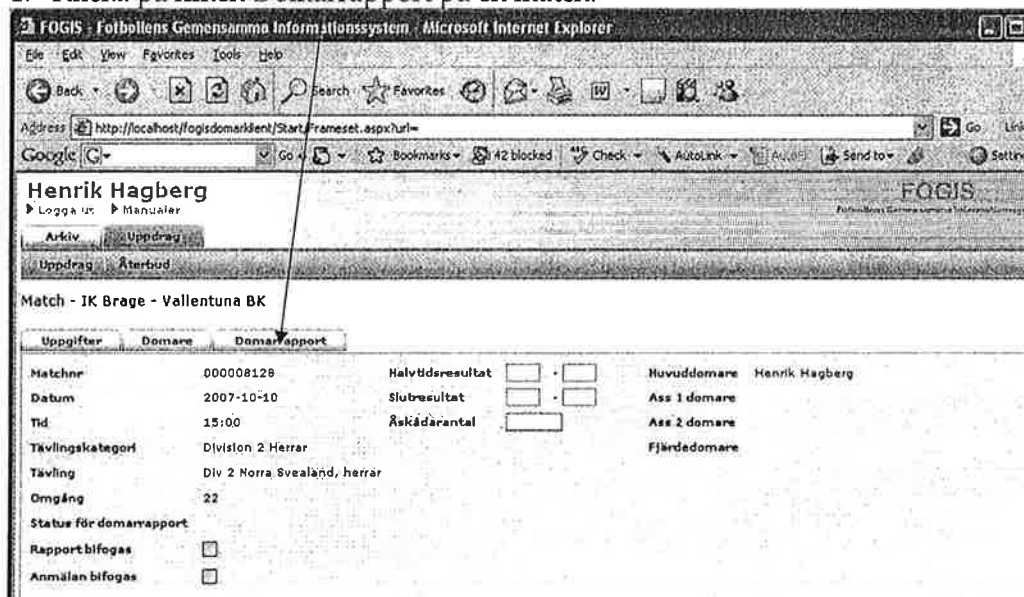 FOGIS - Fotbollens Gemensamma Informationssystem - Microsoft Internet Explorer
File Edit View Favorites Tools Help
Back Search Favorites
Address http://localhost/fogisdomarklient/Start/Frameset.aspx?url=
Go
Google G Go Bookmarks 42 blocked Check AutoLink AutoFill Send to
Henrik Hagberg
FOGIS
Logga ut Manualer
Arkiv Uppdrag
Uppdrag Återbud
Match - IK Brage - Vallentuna BK
Uppgifter Domare Domarrapport
Matchnr 000008128 Halvtidsresultat - Huvuddomare Henrik Hagberg
Datum 2007-10-10 Slutresultat - Ass 1 domare
Tid 15:00 Åskådarantal Ass 2 domare
Tävlingskategori Division 2 Herrar Fjärdedomare
Tävling Div 2 Norra Svealand, herrar
Omgång 22
Status för domarrapport
Rapport bifogas
Anmälan bifogas